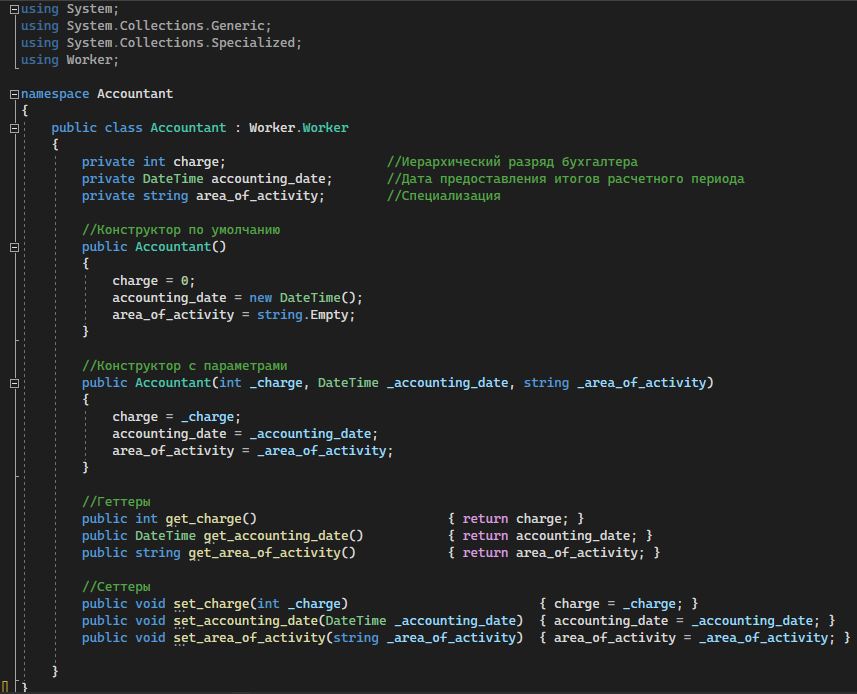 using System;
using System.Collections.Generic;
using System.Collections.Specialized;
using Worker;
namespace Accountant
{
public class Accountant : Worker.Worker
{
private int charge; //Иерархический разряд бухгалтера
private DateTime accounting_date; //Дата предоставления итогов расчетного периода
private string area_of_activity; //Специализация
//Конструктор по умолчанию
public Accountant()
{
charge = 0;
accounting_date = new DateTime();
area_of_activity = string.Empty;
}
//Конструктор с параметрами
public Accountant(int _charge, DateTime _accounting_date, string _area_of_activity)
{
charge = _charge;
accounting_date = _accounting_date;
area_of_activity = _area_of_activity;
}
//Геттеры
public int get_charge() { return charge; }
public DateTime get_accounting_date() { return accounting_date; }
public string get_area_of_activity() { return area_of_activity; }
//Сеттеры
public void set_charge(int _charge) { charge = _charge; }
public void set_accounting_date(DateTime _accounting_date) { accounting_date = _accounting_date; }
public void set_area_of_activity(string _area_of_activity) { area_of_activity = _area_of_activity; }
}
}